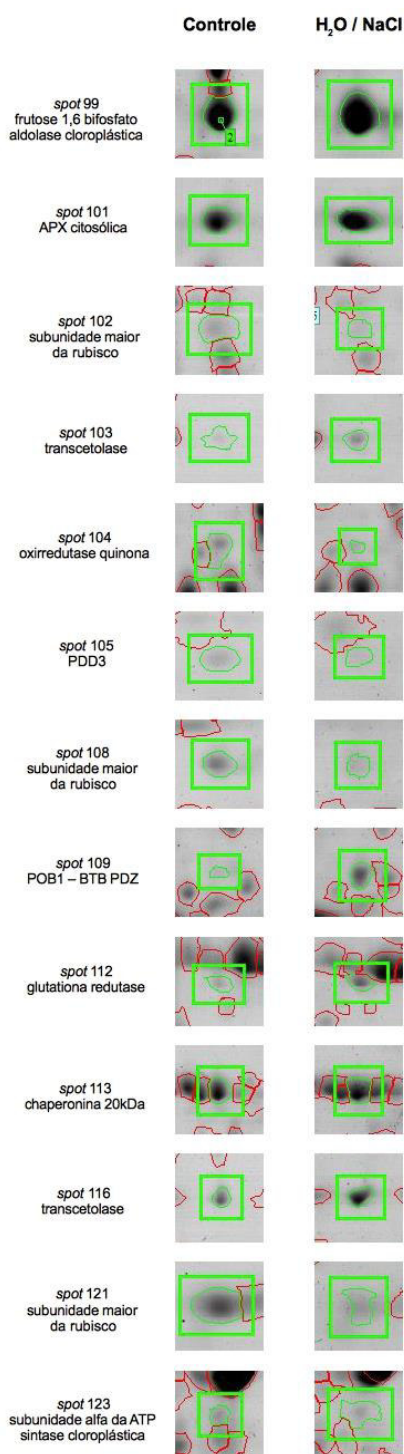 Controle H₂O / NaCl
spot 99
frutose 1,6 bifosfato
aldolase cloroplástica
2
spot 101
APX citosólica
spot 102
subunidade maior
da rubisco
5
spot 103
transcetolase
spot 104
oxirredutase quinona
spot 105
PDD3
spot 108
subunidade maior
da rubisco
spot 109
POB1 – BTB PDZ
spot 112
glutationa redutase
spot 113
chaperonina 20kDa
spot 116
transcetolase
spot 121
subunidade maior
da rubisco
spot 123
subunidade alfa da ATP
sintase cloroplástica